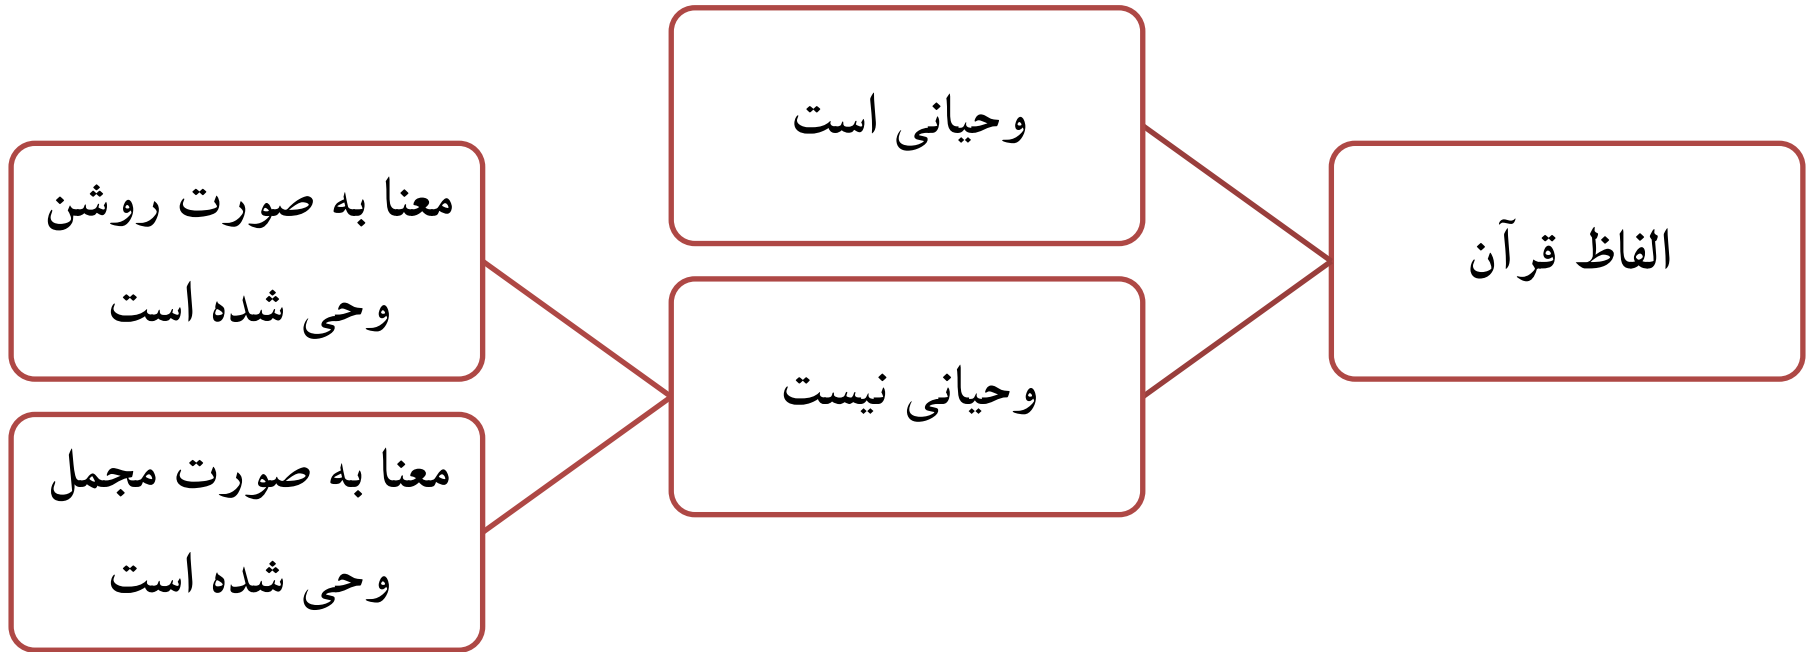 الفاظ قرآن
وحیانی است
وحیانی نیست
معنا به صورت روشن
وحی شده است
معنا به صورت مجمل
وحی شده است